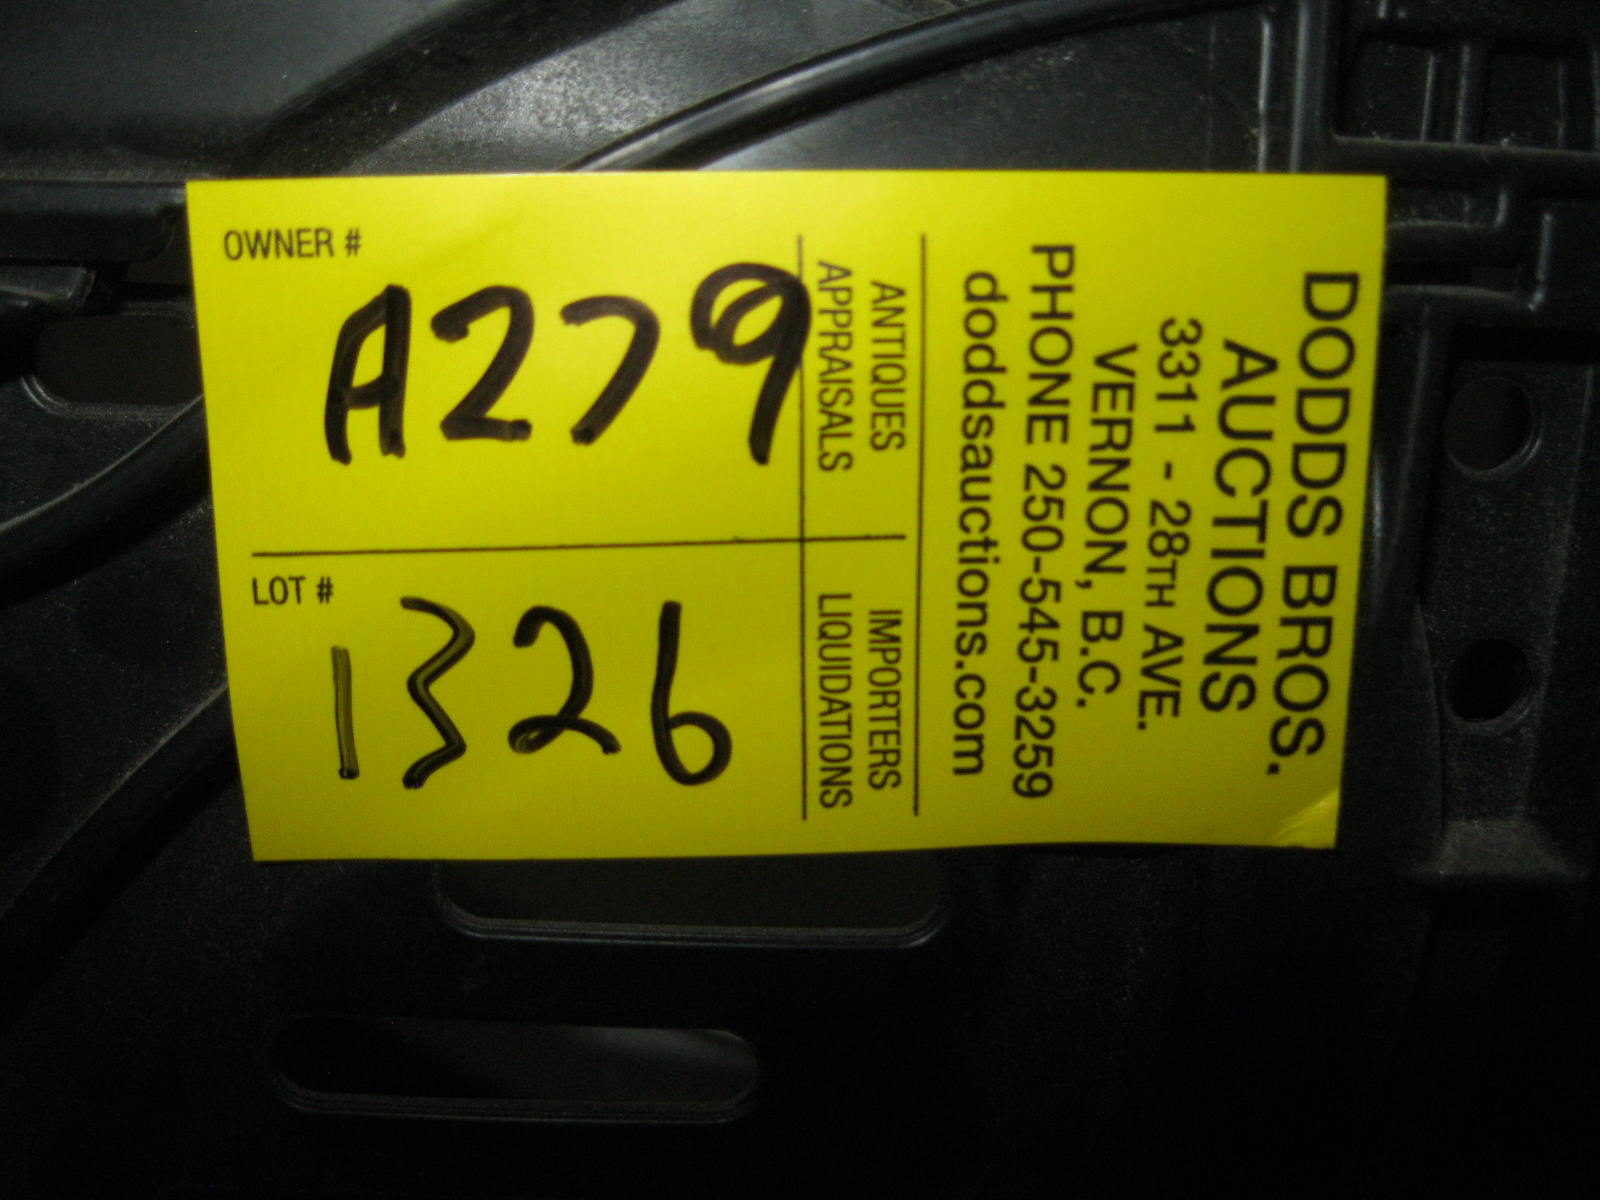 DODDS BROS.
AUCTIONS
3311 - 28TH AVE.
VERNON, B.C.
PHONE 250-545-3259
doddsauctions.com
ANTIQUES IMPORTERS
APPRAISALS LIQUIDATIONS
OWNER #
A279
LOT #
1326